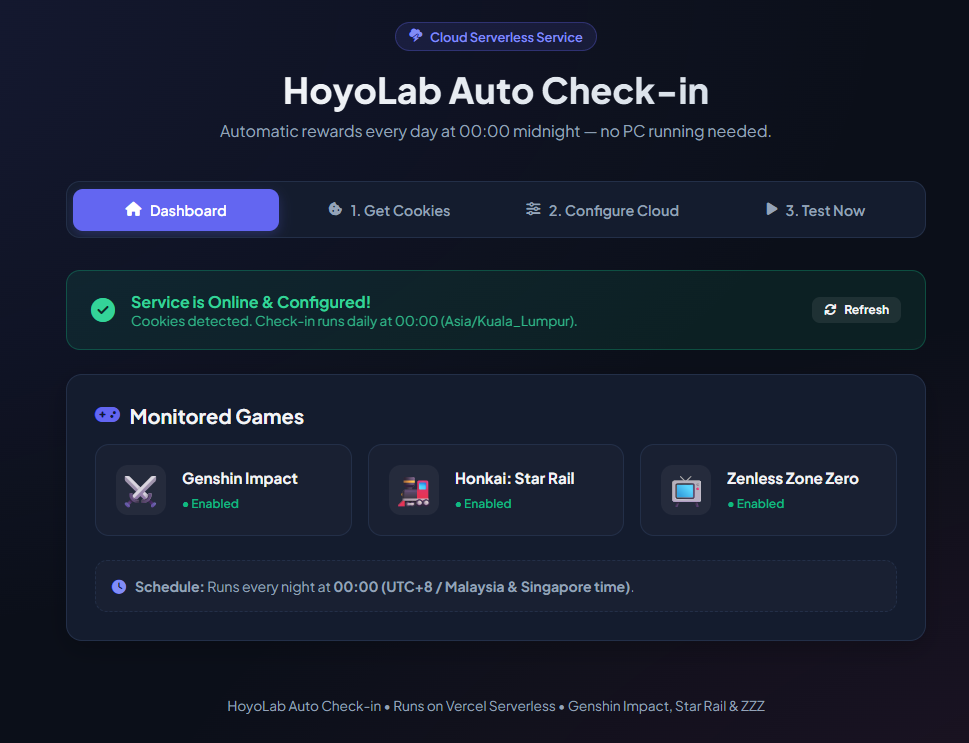 Cloud Serverless Service
HoyoLab Auto Check-in
Automatic rewards every day at 00:00 midnight — no PC running needed.
Dashboard
1. Get Cookies
2. Configure Cloud
3. Test Now
Service is Online & Configured!
Cookies detected. Check-in runs daily at 00:00 (Asia/Kuala_Lumpur).
Refresh
Monitored Games
Genshin Impact
● Enabled
Honkai: Star Rail
● Enabled
Zenless Zone Zero
● Enabled
Schedule: Runs every night at 00:00 (UTC+8 / Malaysia & Singapore time).
HoyoLab Auto Check-in • Runs on Vercel Serverless • Genshin Impact, Star Rail & ZZZ